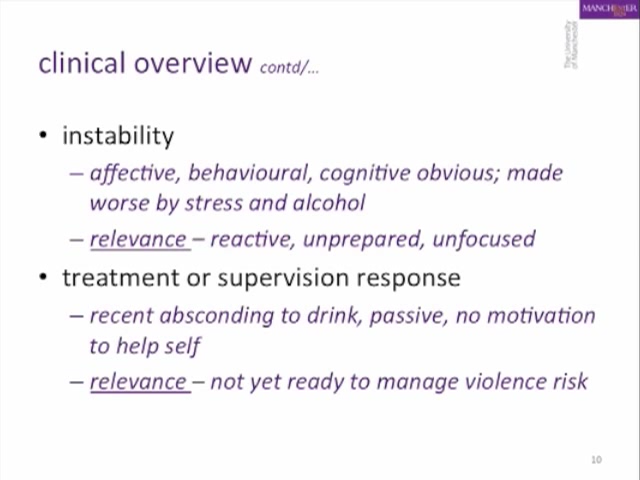 MANCHESTER
The University
of Manchester
clinical overview contd/...
• instability
– affective, behavioural, cognitive obvious; made
worse by stress and alcohol
– relevance – reactive, unprepared, unfocused
• treatment or supervision response
– recent absconding to drink, passive, no motivation
to help self
– relevance – not yet ready to manage violence risk
10